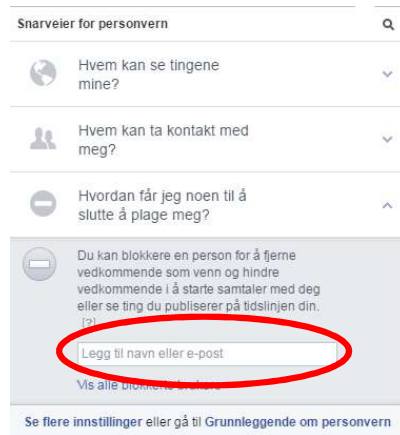 Snarveier for personvern
Hvem kan se tingene
mine?
Hvem kan ta kontakt med
meg?
Hvordan får jeg noen til å
slutte å plage meg?
Du kan blokkere en person for å fjerne
vedkommende som venn og hindre
vedkommende i å starte samtaler med deg
eller se ting du publiserer på tidslinjen din.
[?]
Legg til navn eller e-post
Vis alle blokkerte brukere
Se flere innstillinger eller gå til Grunnleggende om personvern